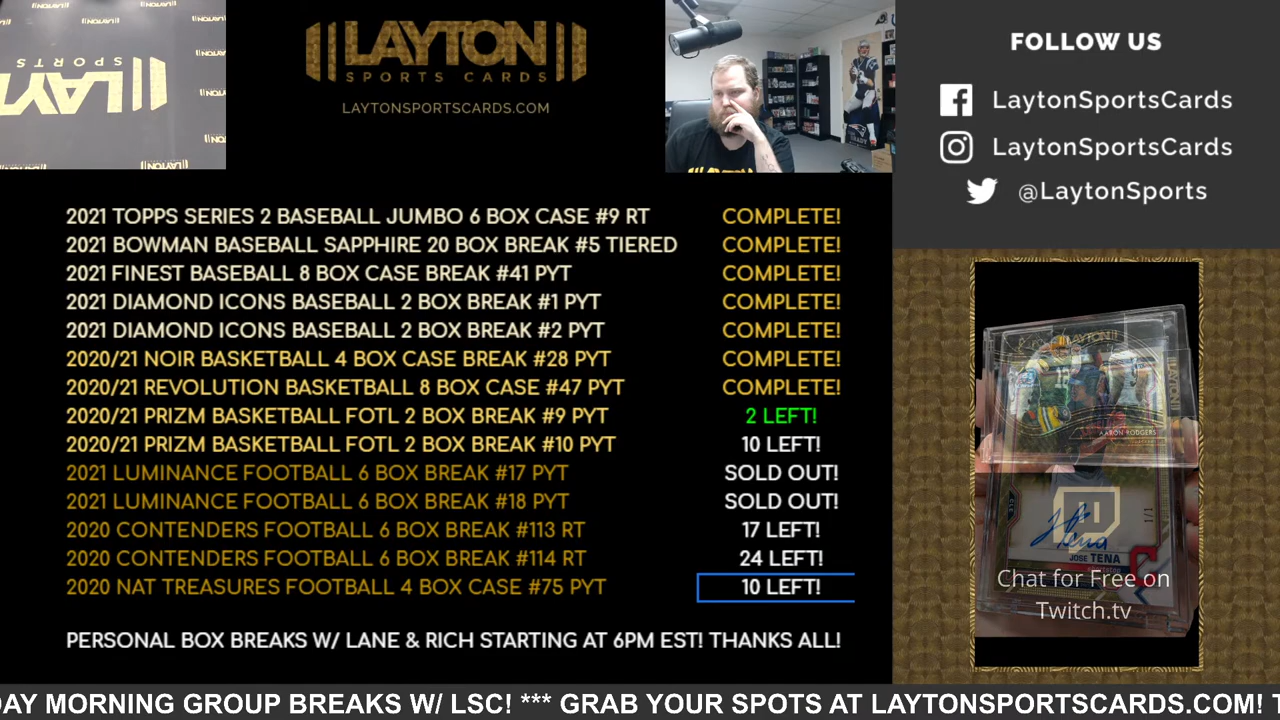 LAYTON
SPORTS CARDS
LAYTONSPORTSCARDS.COM
LAYTON
SPORTS
BRADY
FOLLOW US
LaytonSportsCards
LaytonSportsCards
@LaytonSports
2021 TOPPS SERIES 2 BASEBALL JUMBO 6 BOX CASE #9 RT COMPLETE!
2021 BOWMAN BASEBALL SAPPHIRE 20 BOX BREAK #5 TIERED COMPLETE!
2021 FINEST BASEBALL 8 BOX CASE BREAK #41 PYT COMPLETE!
2021 DIAMOND ICONS BASEBALL 2 BOX BREAK #1 PYT COMPLETE!
2021 DIAMOND ICONS BASEBALL 2 BOX BREAK #2 PYT COMPLETE!
2020/21 NOIR BASKETBALL 4 BOX CASE BREAK #28 PYT COMPLETE!
2020/21 REVOLUTION BASKETBALL 8 BOX CASE #47 PYT COMPLETE!
2020/21 PRIZM BASKETBALL FOTL 2 BOX BREAK #9 PYT 2 LEFT!
2020/21 PRIZM BASKETBALL FOTL 2 BOX BREAK #10 PYT 10 LEFT!
2021 LUMINANCE FOOTBALL 6 BOX BREAK #17 PYT SOLD OUT!
2021 LUMINANCE FOOTBALL 6 BOX BREAK #18 PYT SOLD OUT!
2020 CONTENDERS FOOTBALL 6 BOX BREAK #113 RT 17 LEFT!
2020 CONTENDERS FOOTBALL 6 BOX BREAK #114 RT 24 LEFT!
2020 NAT TREASURES FOOTBALL 4 BOX CASE #75 PYT 10 LEFT!
PERSONAL BOX BREAKS W/ LANE & RICH STARTING AT 6PM EST! THANKS ALL!
LAYTON
AARON RODGERS
1/1
JOSE TENA
Chat for Free on
Twitch.tv
DAY MORNING GROUP BREAKS W/ LSC! *** GRAB YOUR SPOTS AT LAYTONSPORTSCARDS.COM! T